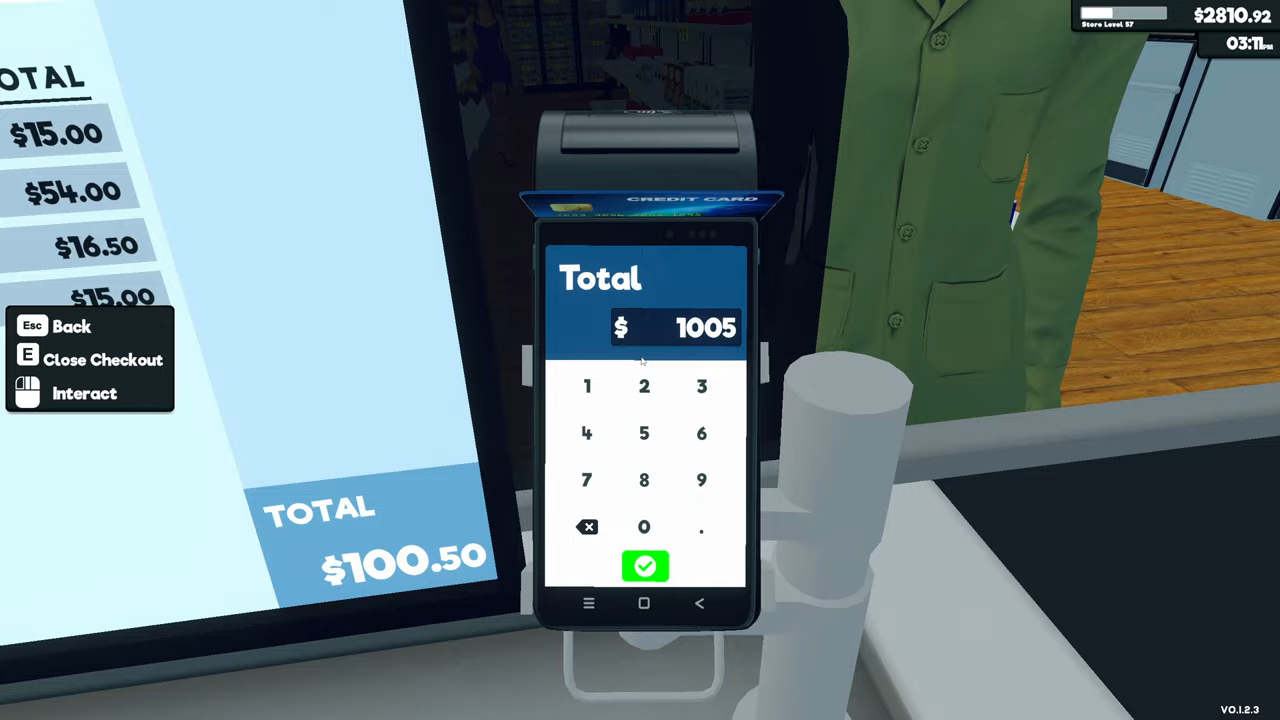 $2810.92
Store Level 57
03:11PM
OTAL
$15.00
$54.00
$16.50
$15.00
Esc Back
E Close Checkout
Interact
CREDIT CARD
Total
$ 1005
1 2 3
4 5 6
7 8 9
0 .
TOTAL
$100.50
V0.1.2.3